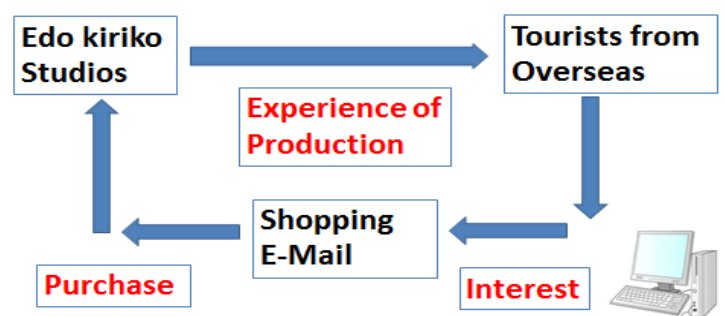 Edo kiriko
Studios
Tourists from
Overseas
Experience of
Production
Shopping
E-Mail
Purchase
Interest